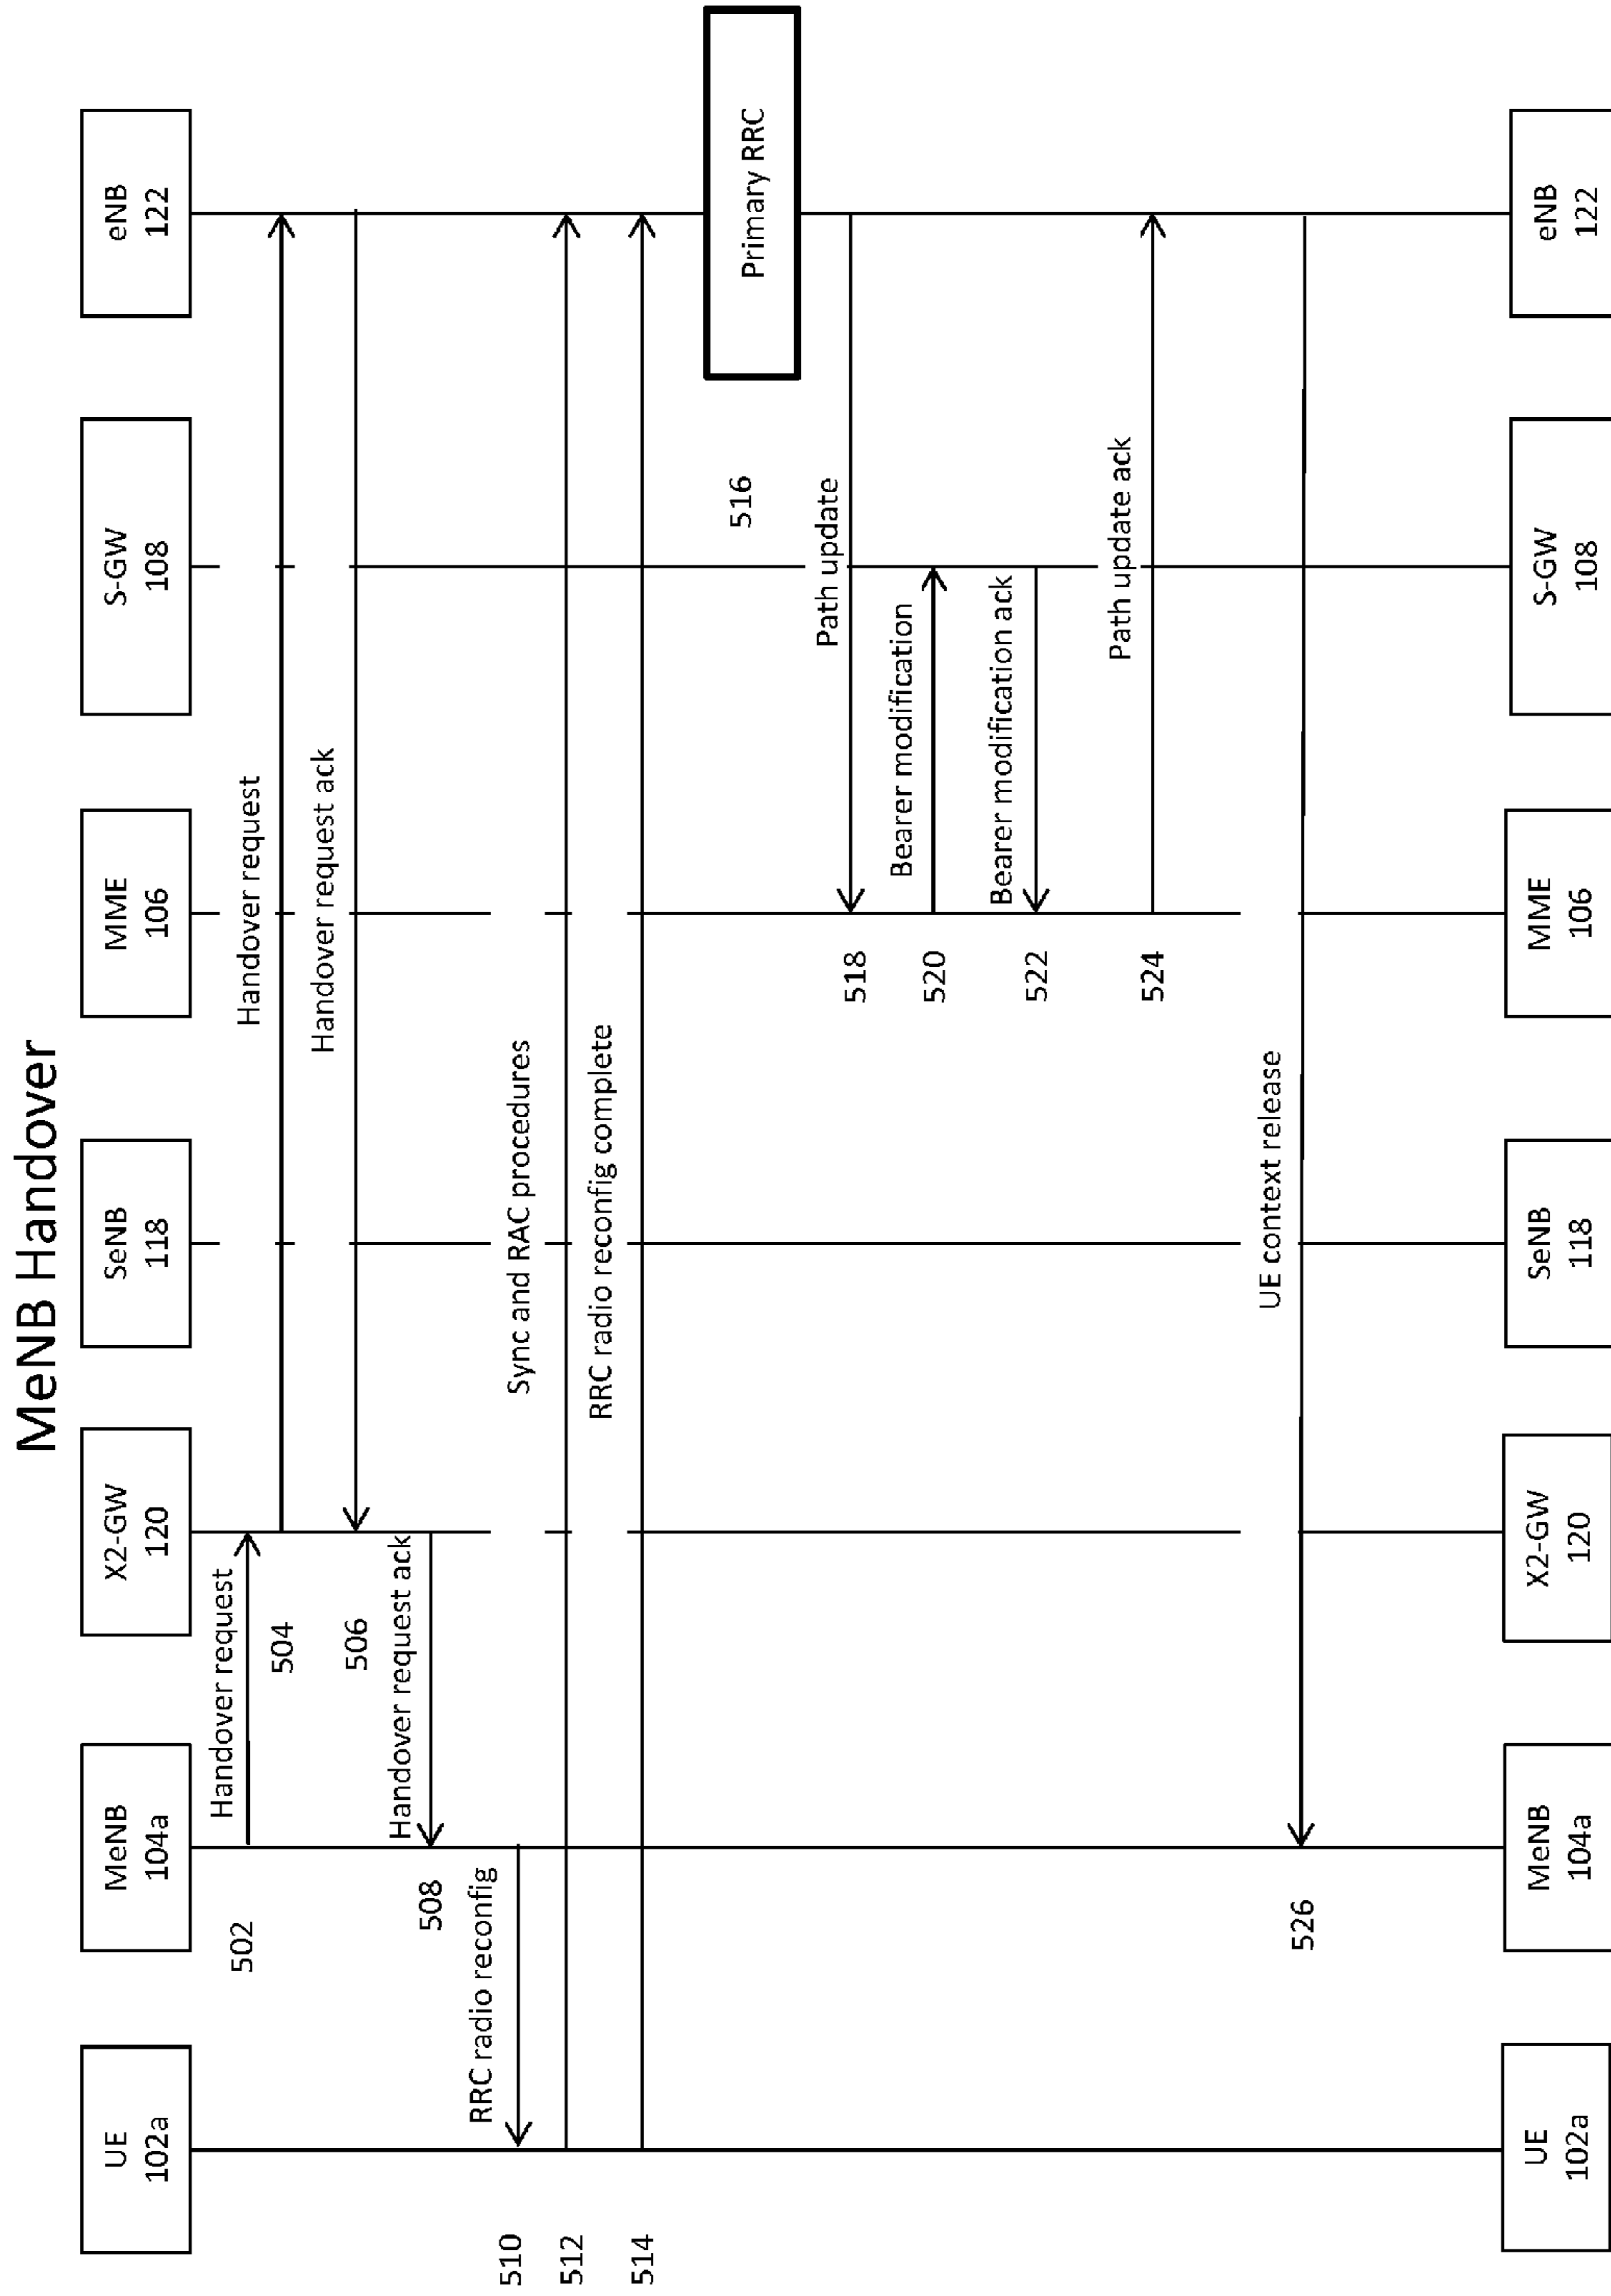 MeNB Handover
UE
102a
MeNB
104a
X2-GW
120
SeNB
118
MME
106
S-GW
108
eNB
122
502
Handover request
504
Handover request
506
Handover request ack
508
Handover request ack
510
RRC radio reconfig
512
Sync and RAC procedures
514
RRC radio reconfig complete
516
Primary RRC
518
Path update
520
Bearer modification
522
Bearer modification ack
524
Path update ack
526
UE context release
UE
102a
MeNB
104a
X2-GW
120
SeNB
118
MME
106
S-GW
108
eNB
122